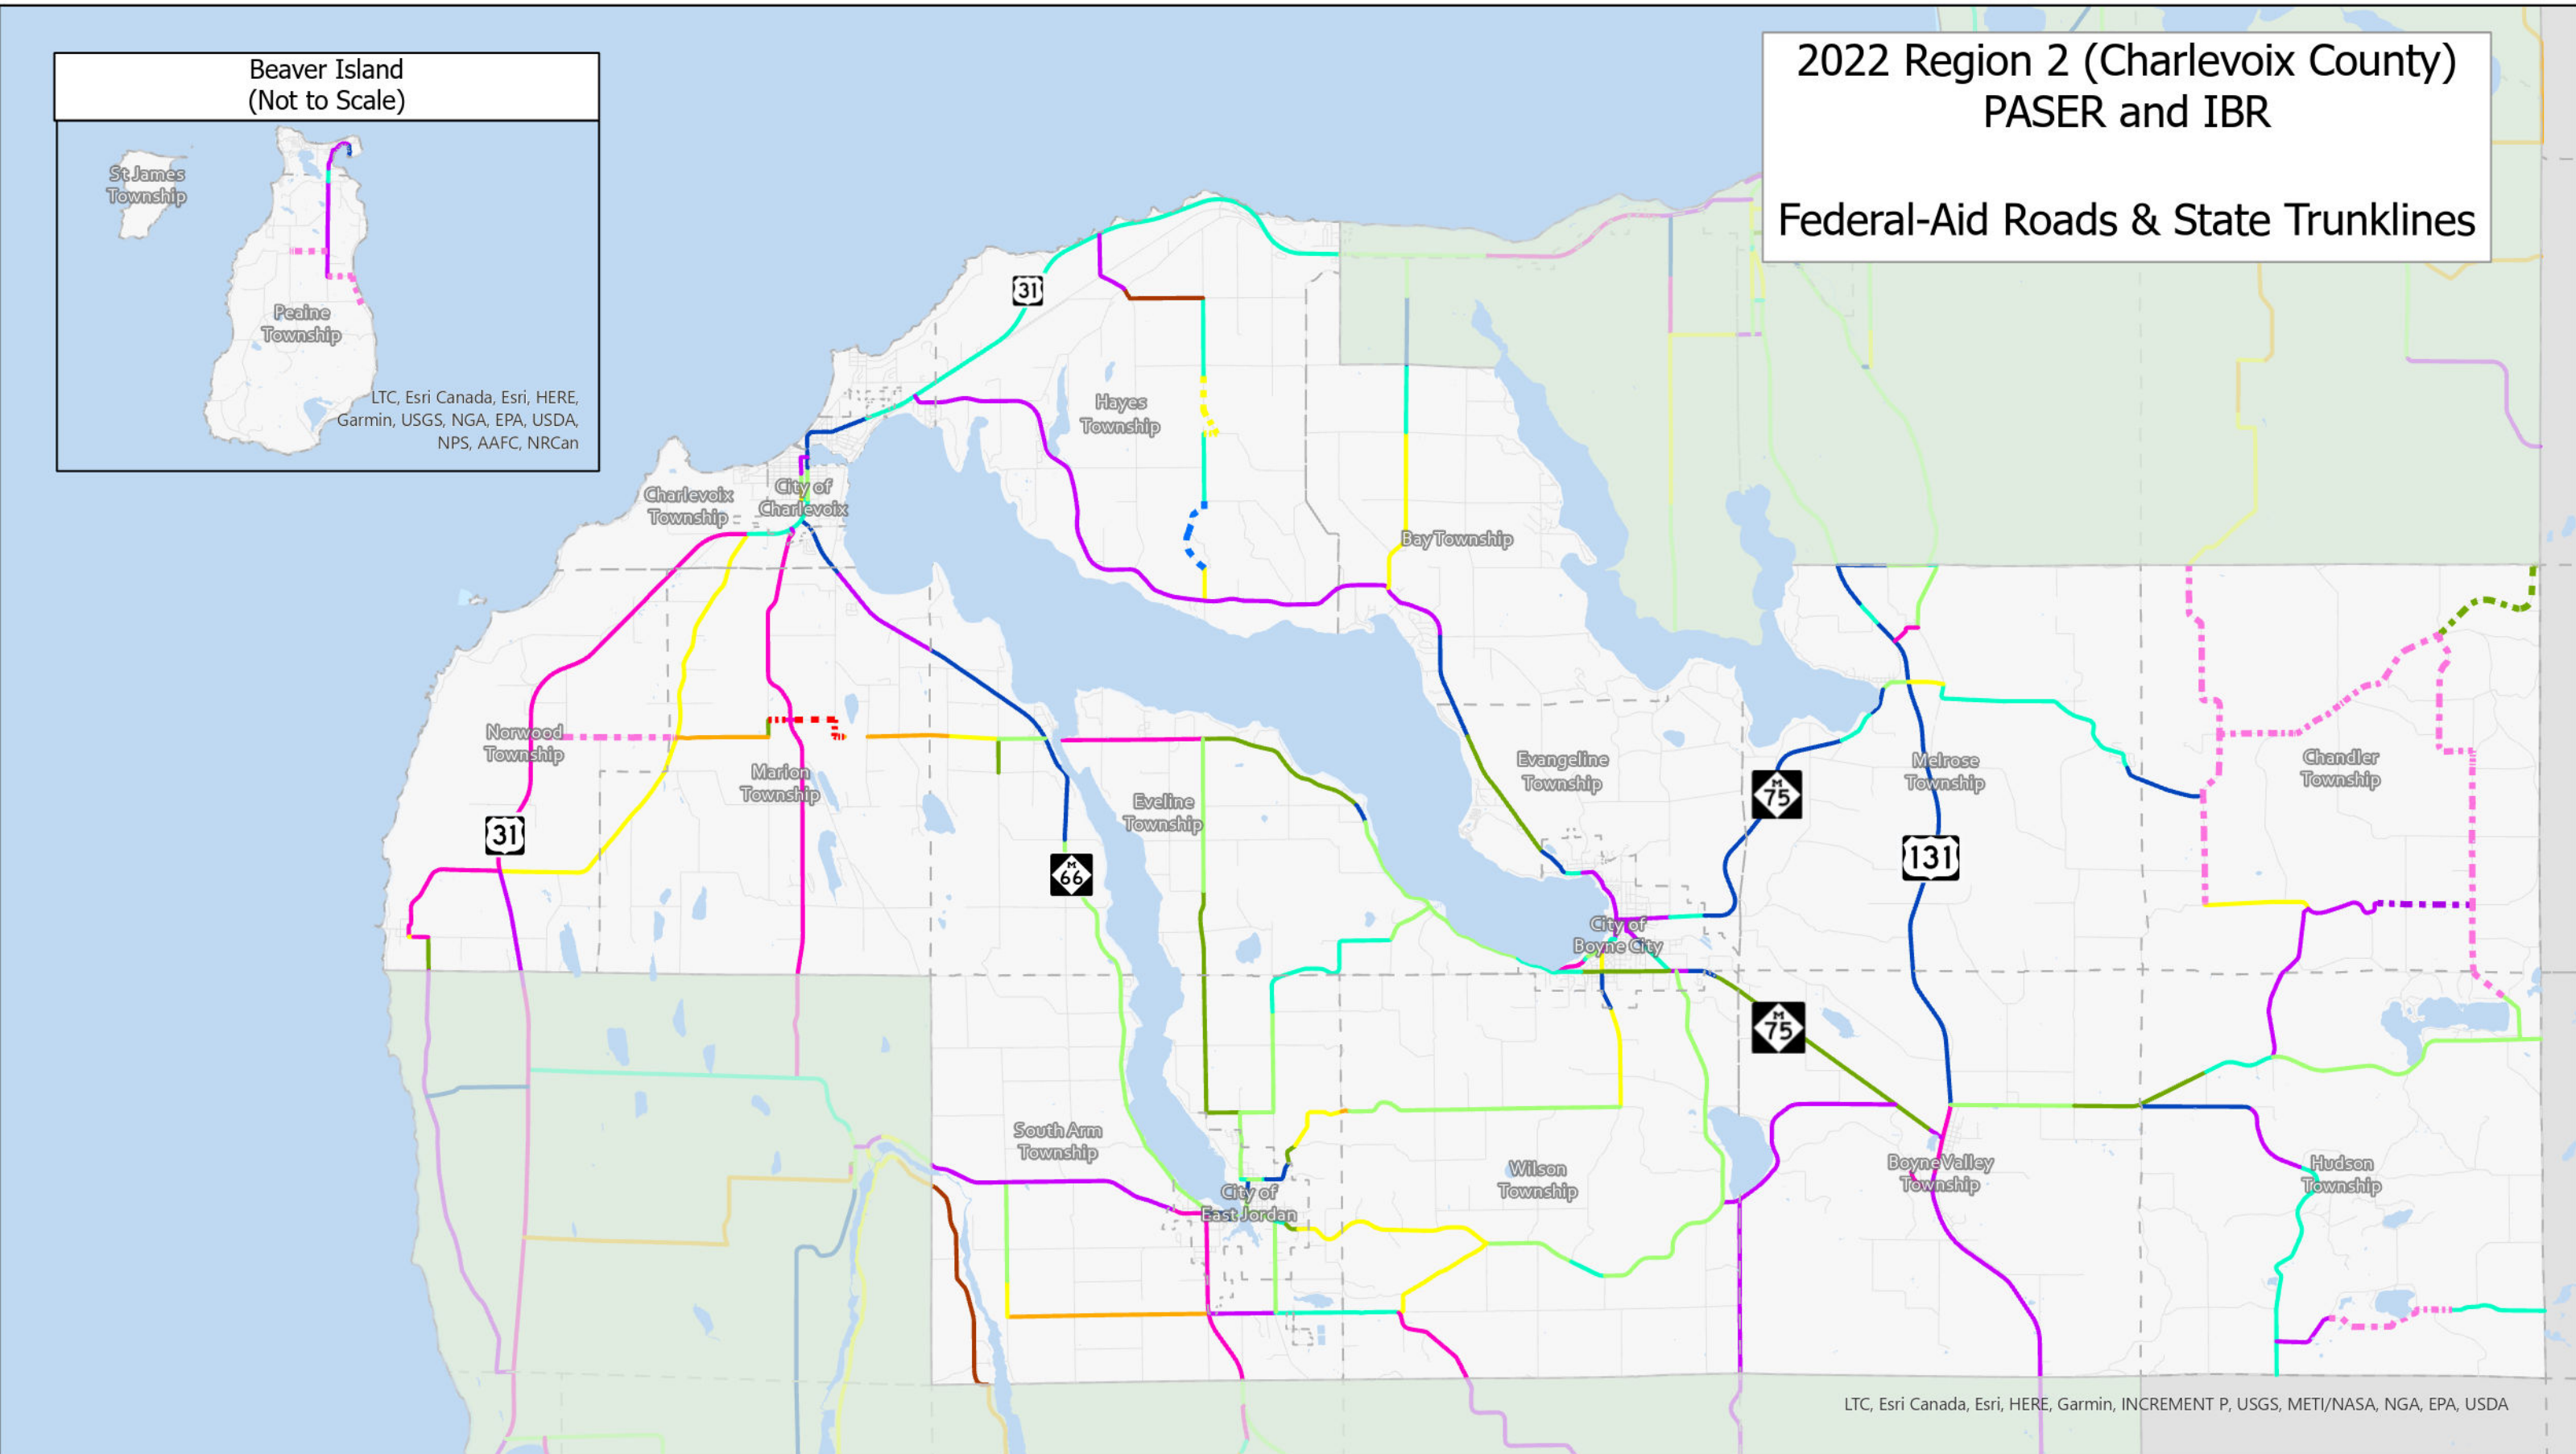 Beaver Island
(Not to Scale)
St James
Township
Peaine
Township
LTC, Esri Canada, Esri, HERE,
Garmin, USGS, NGA, EPA, USDA,
NPS, AAFC, NRCan
2022 Region 2 (Charlevoix County)
PASER and IBR
Federal-Aid Roads & State Trunklines
31
Hayes
Township
Charlevoix
Township
City of
Charlevoix
Bay Township
Norwood
Township
Marion
Township
Eveline
Township
Evangeline
Township
M
75
Melrose
Township
Chandler
Township
31
M
66
131
City of
Boyne City
M
75
South Arm
Township
City of
East Jordan
Wilson
Township
Boyne Valley
Township
Hudson
Township
LTC, Esri Canada, Esri, HERE, Garmin, INCREMENT P, USGS, METI/NASA, NGA, EPA, USDA